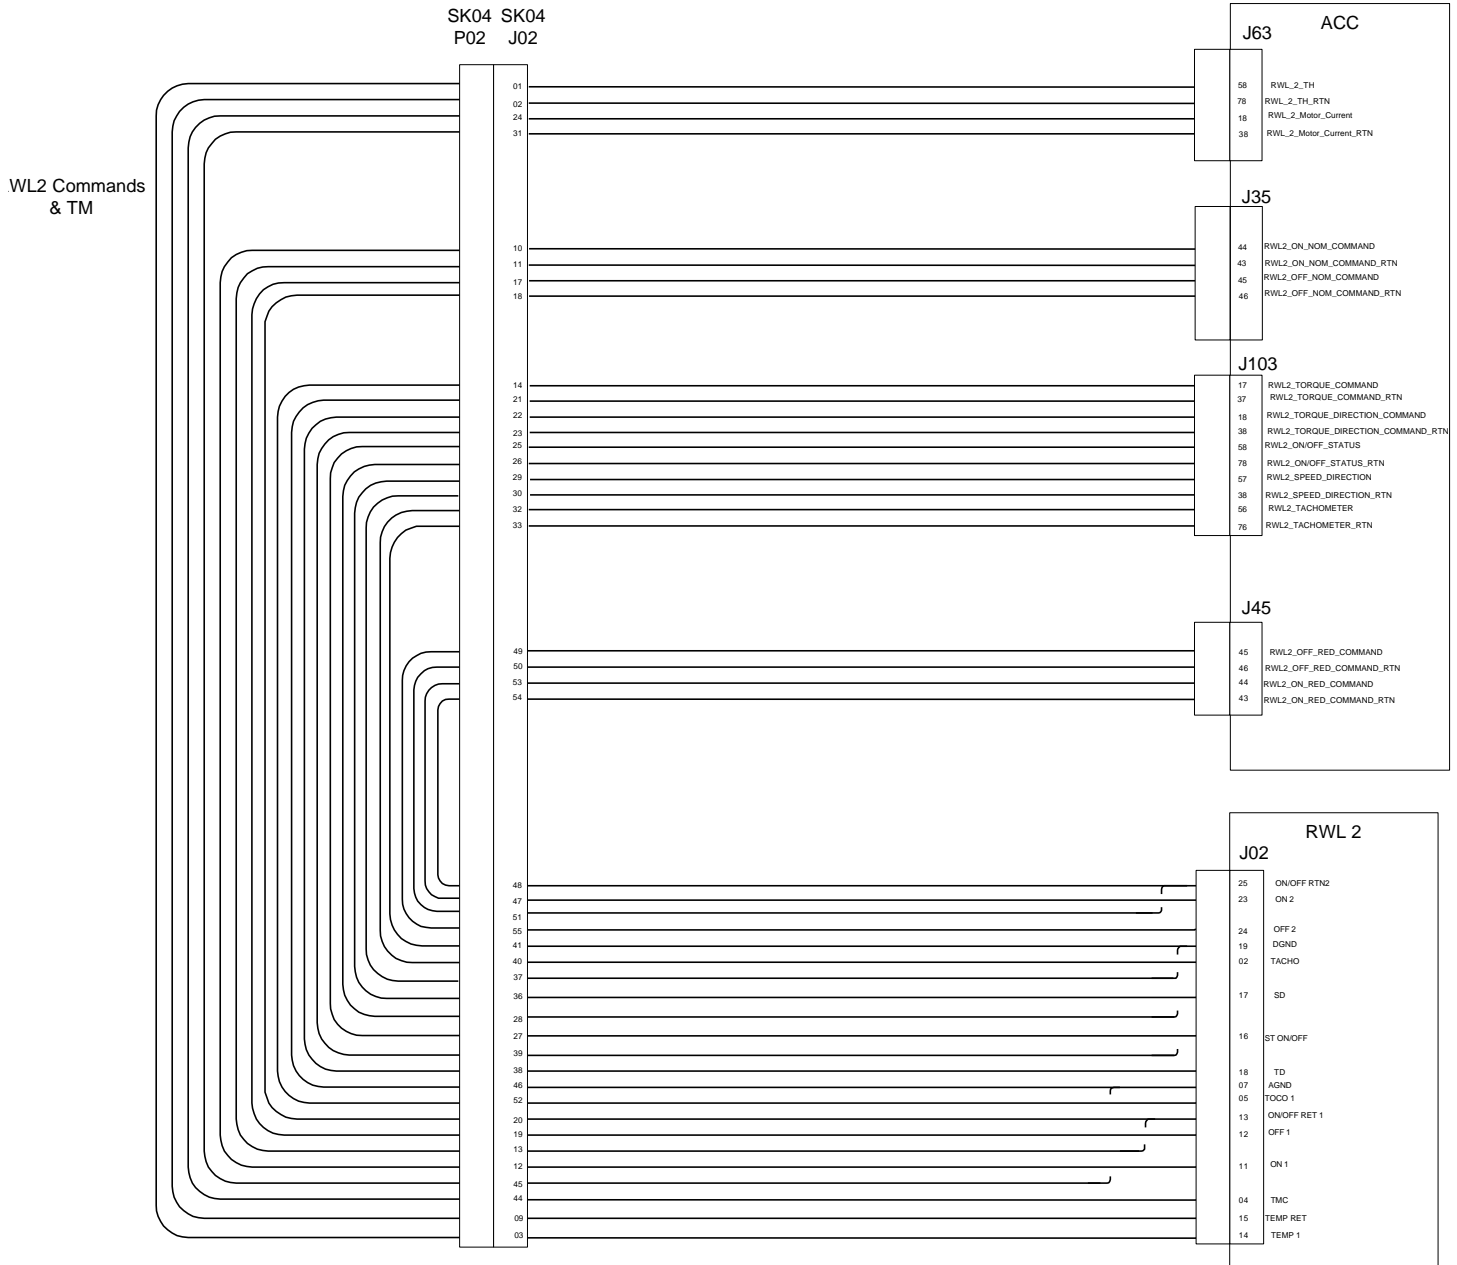 SK04 SK04
P02 J02
ACC
J63
01
02
24
31
58 RWL_2_TH
78 RWL_2_TH_RTN
18 RWL_2_Motor_Current
38 RWL_2_Motor_Current_RTN
WL2 Commands
& TM
J35
10
11
17
18
44 RWL2_ON_NOM_COMMAND
43 RWL2_ON_NOM_COMMAND_RTN
45 RWL2_OFF_NOM_COMMAND
46 RWL2_OFF_NOM_COMMAND_RTN
J103
14
21
22
23
25
26
29
30
32
33
17 RWL2_TORQUE_COMMAND
37 RWL2_TORQUE_COMMAND_RTN
18 RWL2_TORQUE_DIRECTION_COMMAND
38 RWL2_TORQUE_DIRECTION_COMMAND_RTN
58 RWL2_ON/OFF_STATUS
78 RWL2_ON/OFF_STATUS_RTN
57 RWL2_SPEED_DIRECTION
38 RWL2_SPEED_DIRECTION_RTN
56 RWL2_TACHOMETER
76 RWL2_TACHOMETER_RTN
J45
49
50
53
54
45 RWL2_OFF_RED_COMMAND
46 RWL2_OFF_RED_COMMAND_RTN
44 RWL2_ON_RED_COMMAND
43 RWL2_ON_RED_COMMAND_RTN
RWL 2
J02
48
47
51
55
41
40
37
36
28
27
39
38
46
52
20
19
13
12
45
44
09
03
25 ON/OFF RTN2
23 ON 2
24 OFF 2
19 DGND
02 TACHO
17 SD
16 ST ON/OFF
18 TD
07 AGND
05 TOCO 1
13 ON/OFF RET 1
12 OFF 1
11 ON 1
04 TMC
15 TEMP RET
14 TEMP 1